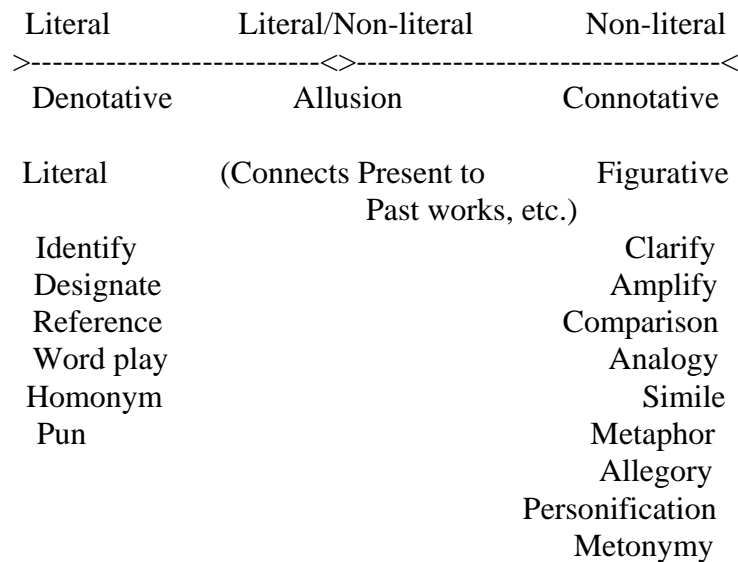 Literal Literal/Non-literal Non-literal
>---------------------------<>----------------------------------<
Denotative Allusion Connotative
Literal (Connects Present to Figurative
Past works, etc.)
Identify Clarify
Designate Amplify
Reference Comparison
Word play Analogy
Homonym Simile
Pun Metaphor
Allegory
Personification
Metonymy